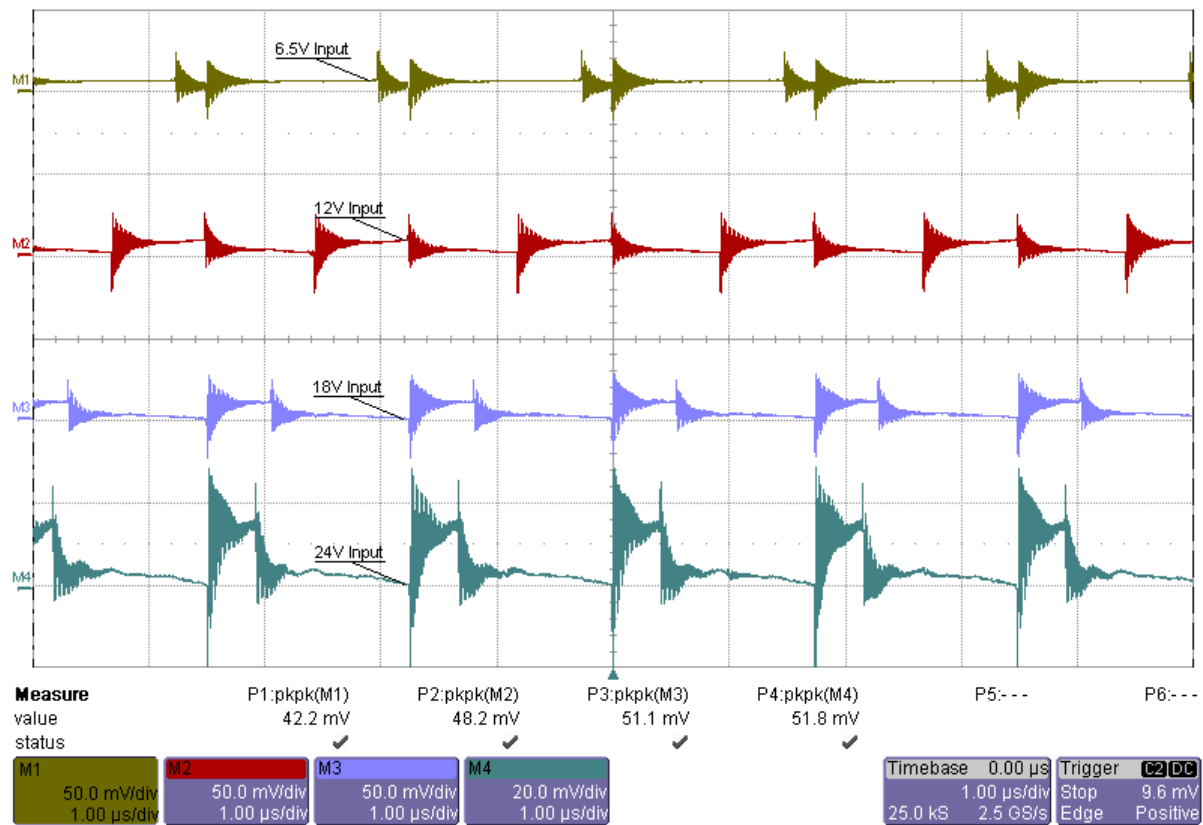 6.5V Input
M1
12V Input
M2
18V Input
M3
24V Input
M4
Measure P1:pkpk(M1) P2:pkpk(M2) P3:pkpk(M3) P4:pkpk(M4) P5:- - - P6:- - -
value 42.2 mV 48.2 mV 51.1 mV 51.8 mV
status ✓ ✓ ✓ ✓
M1 M2 M3 M4 Timebase 0.00 µs Trigger C2 DC
50.0 mV/div 50.0 mV/div 50.0 mV/div 20.0 mV/div 1.00 µs/div Stop 9.6 mV
1.00 µs/div 1.00 µs/div 1.00 µs/div 1.00 µs/div 25.0 kS 2.5 GS/s Edge Positive